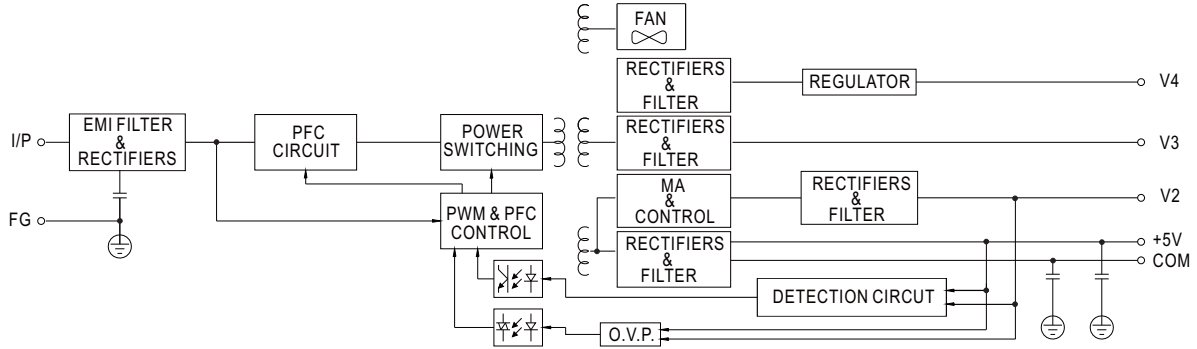 FAN
RECTIFIERS
&
FILTER
REGULATOR
V4
I/P
EMI FILTER
&
RECTIFIERS
PFC
CIRCUIT
POWER
SWITCHING
RECTIFIERS
&
FILTER
V3
MA
&
CONTROL
RECTIFIERS
&
FILTER
V2
FG
PWM & PFC
CONTROL
RECTIFIERS
&
FILTER
+5V
COM
DETECTION CIRCUT
O.V.P.